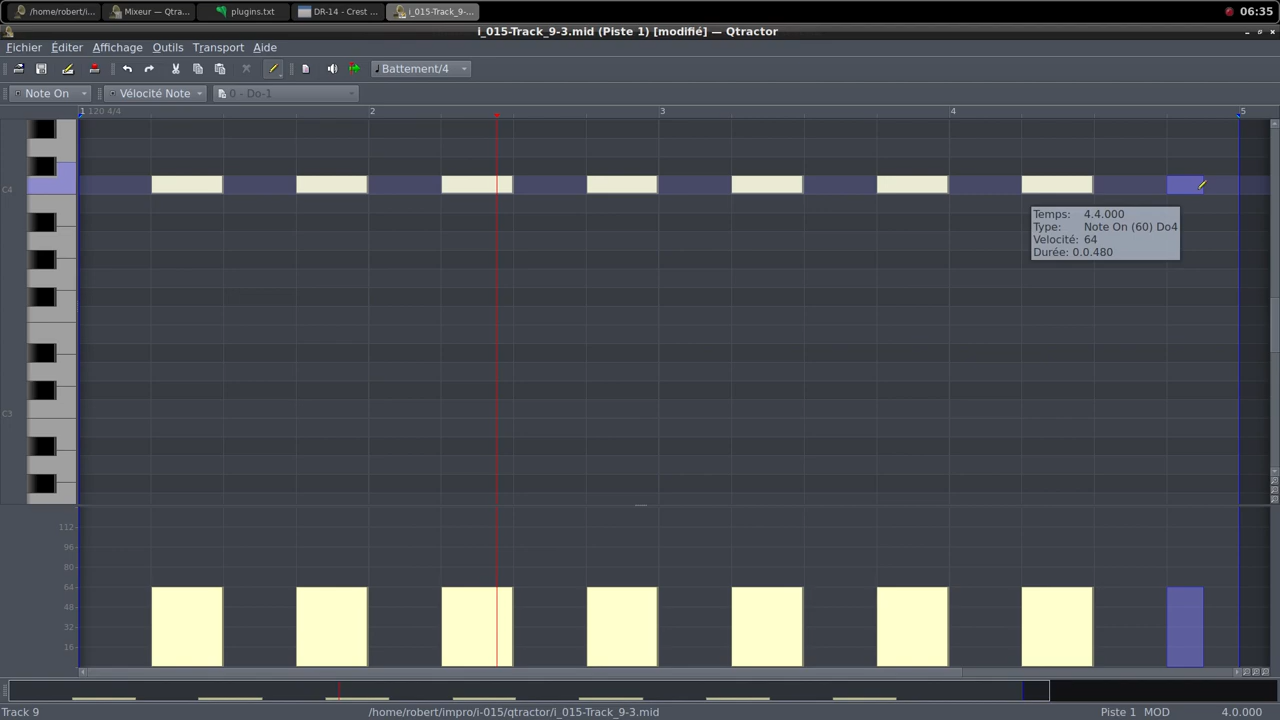 /home/robert/i...
Mixeur — Qtra...
plugins.txt
DR-14 - Crest ...
i_015-Track_9-...
06:35
i_015-Track_9-3.mid (Piste 1) [modifié] — Qtractor
Fichier Éditer Affichage Outils Transport Aide
Battement/4
Note On Vélocité Note 0 - Do-1
1 120 4/4 2 3 4 5
C4
Temps: 4.4.000
Type: Note On (60) Do4
Velocité: 64
Durée: 0.0.480
C3
112
96
80
64
48
32
16
Track 9 /home/robert/impro/i-015/qtractor/i_015-Track_9-3.mid Piste 1 MOD 4.0.000